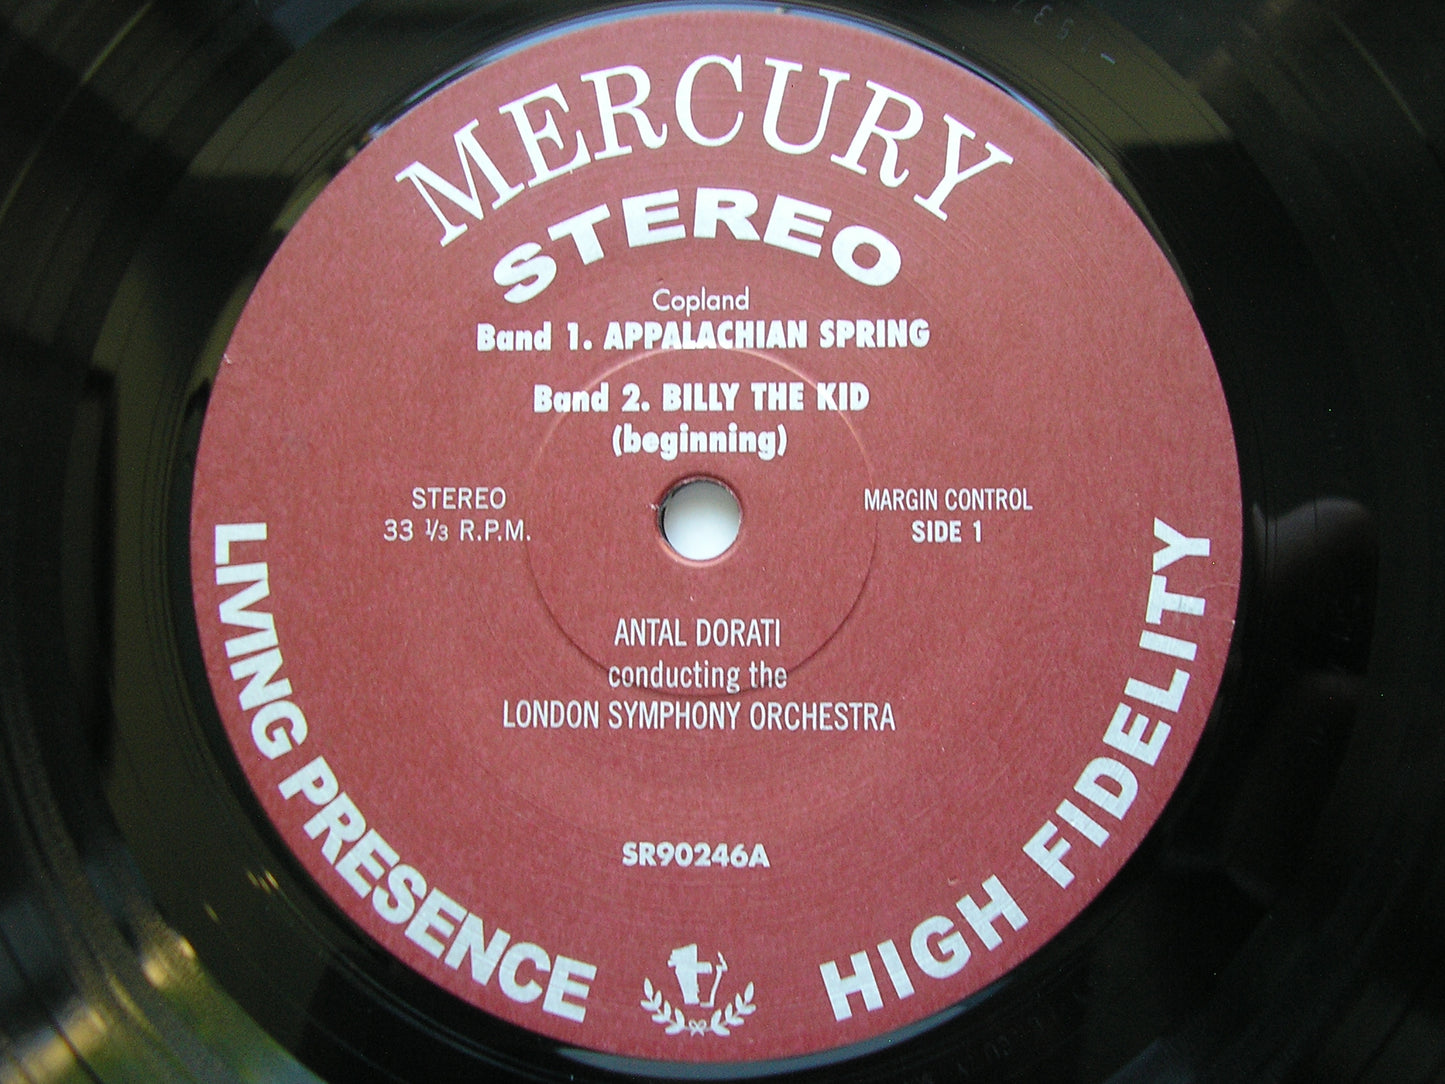 MERCURY
STEREO
Copland
Band 1. APPALACHIAN SPRING
Band 2. BILLY THE KID
(beginning)
STEREO
33 1/3 R.P.M.
MARGIN CONTROL
SIDE 1
ANTAL DORATI
conducting the
LONDON SYMPHONY ORCHESTRA
SR90246A
LIVING PRESENCE
HIGH FIDELITY